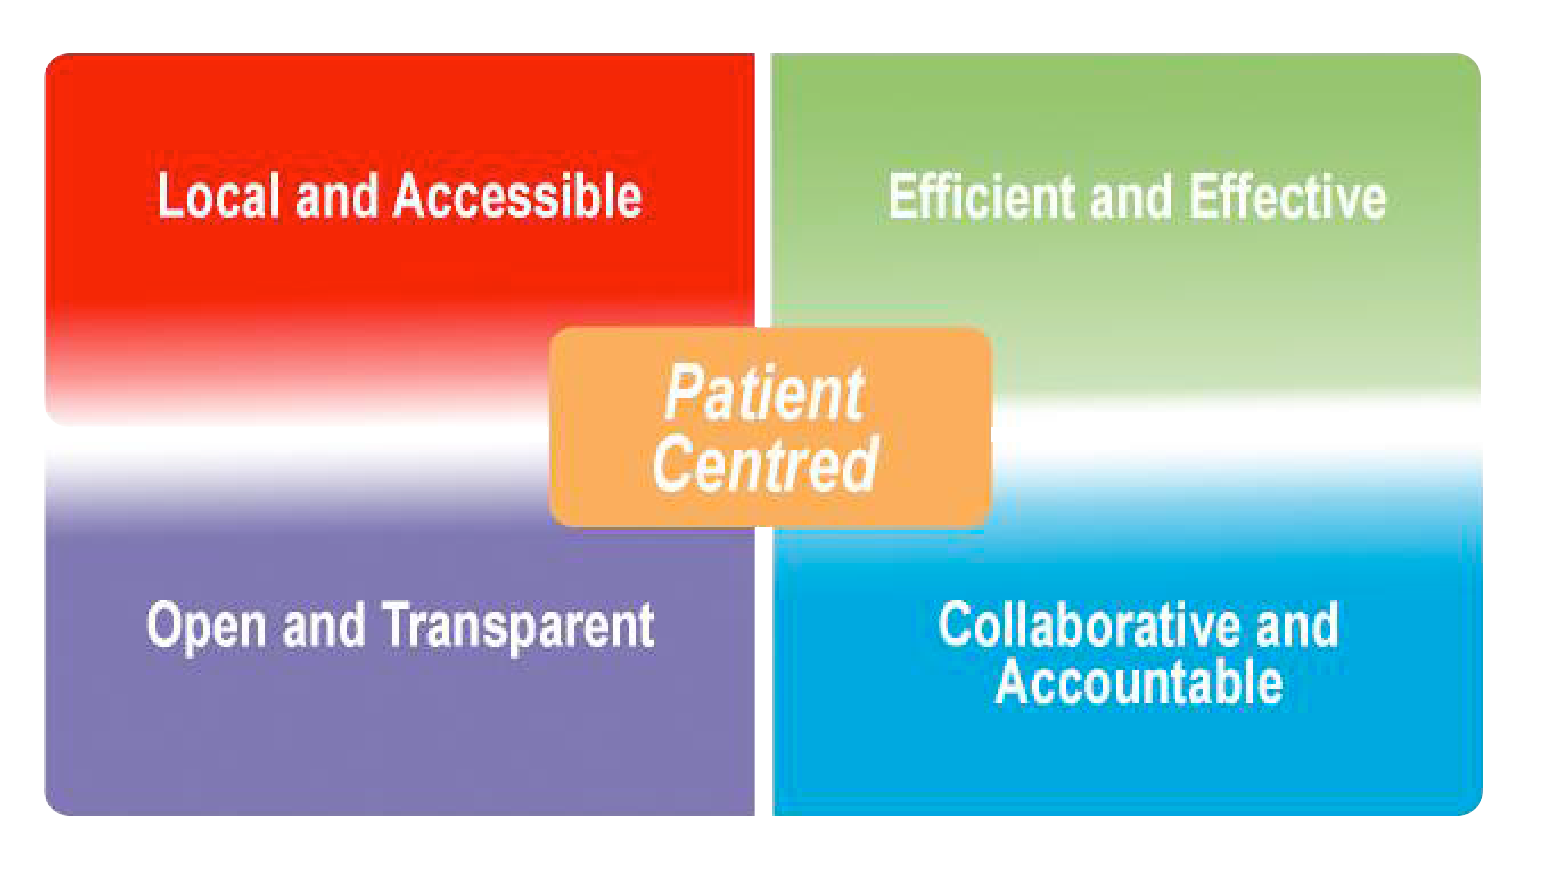 Local and Accessible
Efficient and Effective
Patient
Centred
Open and Transparent
Collaborative and
Accountable